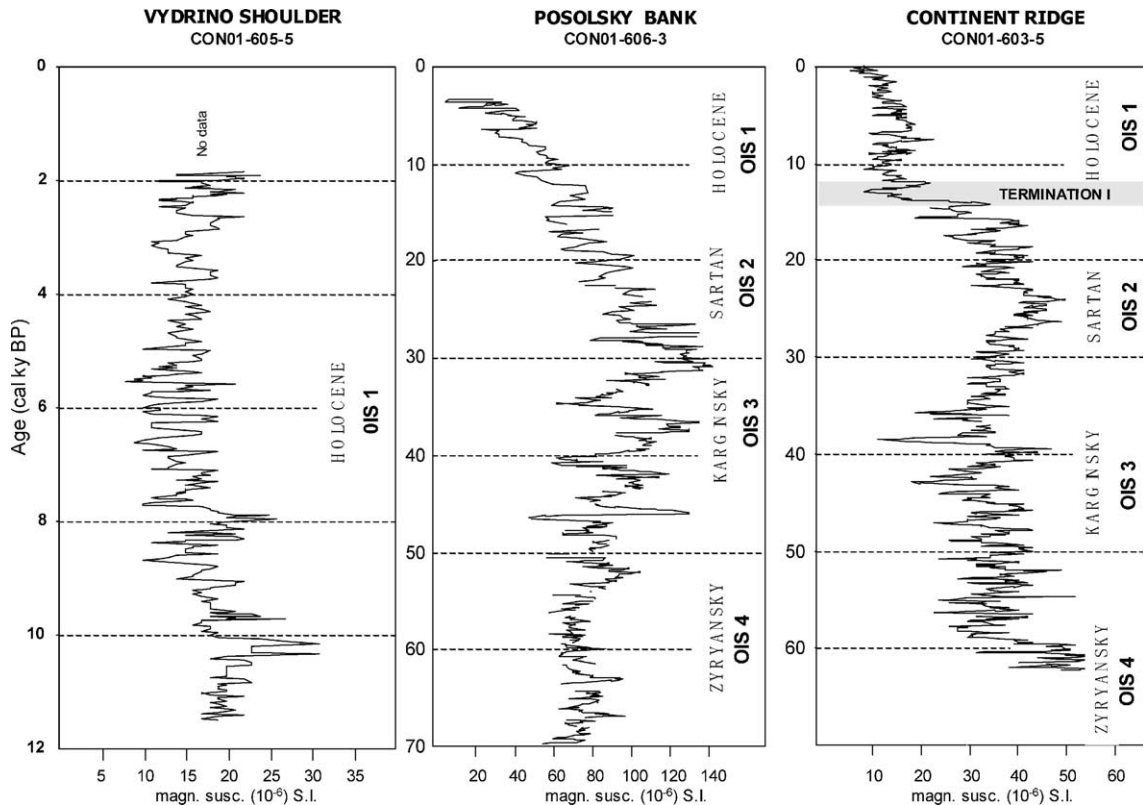 VYDRINO SHOULDER
CON01-605-5
POSOLSKY BANK
CON01-606-3
CONTINENT RIDGE
CON01-603-5
Age (cal ky BP)
0
2
4
6
8
10
12
No data
HOLOCENE
OIS 1
5
10
15
20
25
30
35
40
magn. susc. (10⁻⁶) S.I.
0
10
20
30
40
50
60
70
HOLOCENE
OIS 1
SARTAN
OIS 2
KARGINSKY
OIS 3
ZYRYANSKY
OIS 4
20
40
60
80
100
120
140
magn. susc. (10⁻⁶) S.I.
0
10
20
30
40
50
60
HOLOCENE
OIS 1
TERMINATION I
SARTAN
OIS 2
KARGINSKY
OIS 3
ZYRYANSKY
OIS 4
10
20
30
40
50
60
magn. susc. (10⁻⁶) S.I.